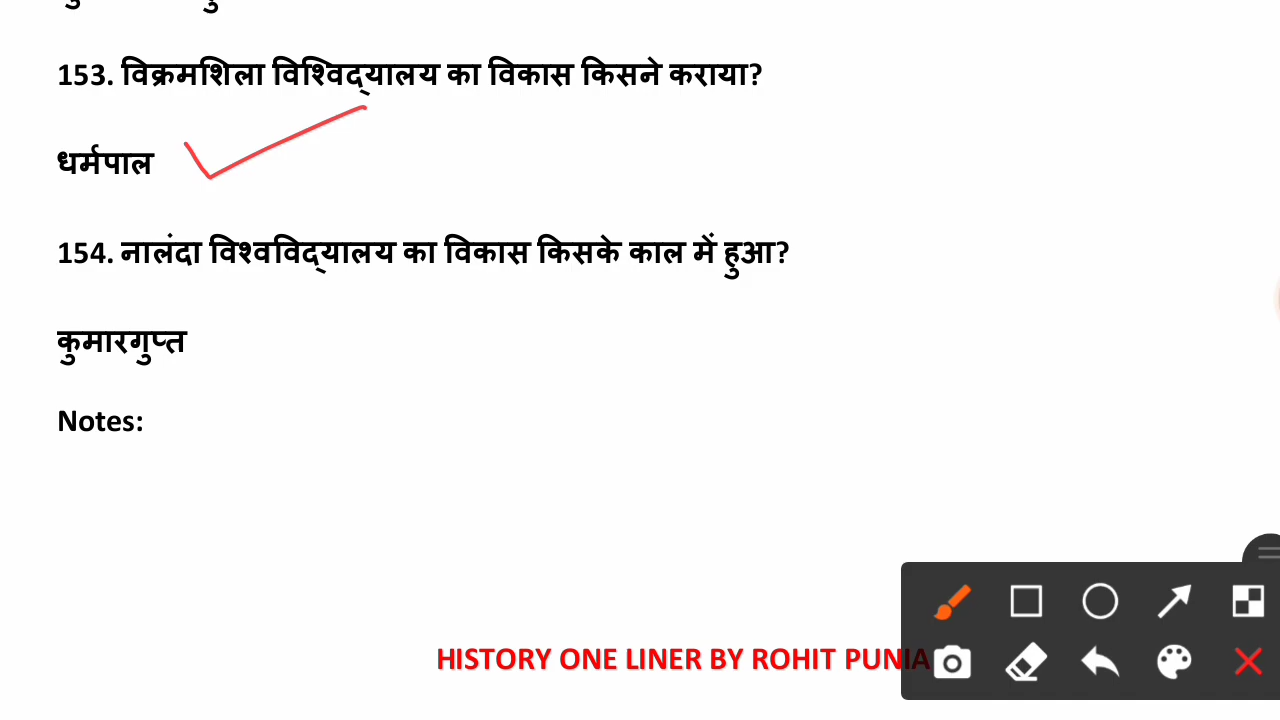 153. विक्रमशिला विश्विद्यालय का विकास किसने कराया?
धर्मपाल
154. नालंदा विश्वविद्यालय का विकास किसके काल में हुआ?
कुमारगुप्त
Notes:
HISTORY ONE LINER BY ROHIT PUNIA